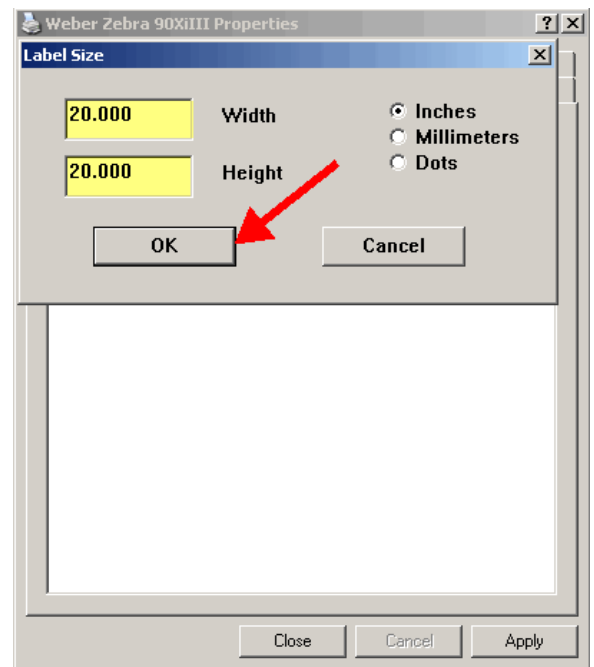 Weber Zebra 90XiIII Properties
Label Size
20.000 Width Inches
Millimeters
20.000 Height Dots
OK Cancel
Close Cancel Apply